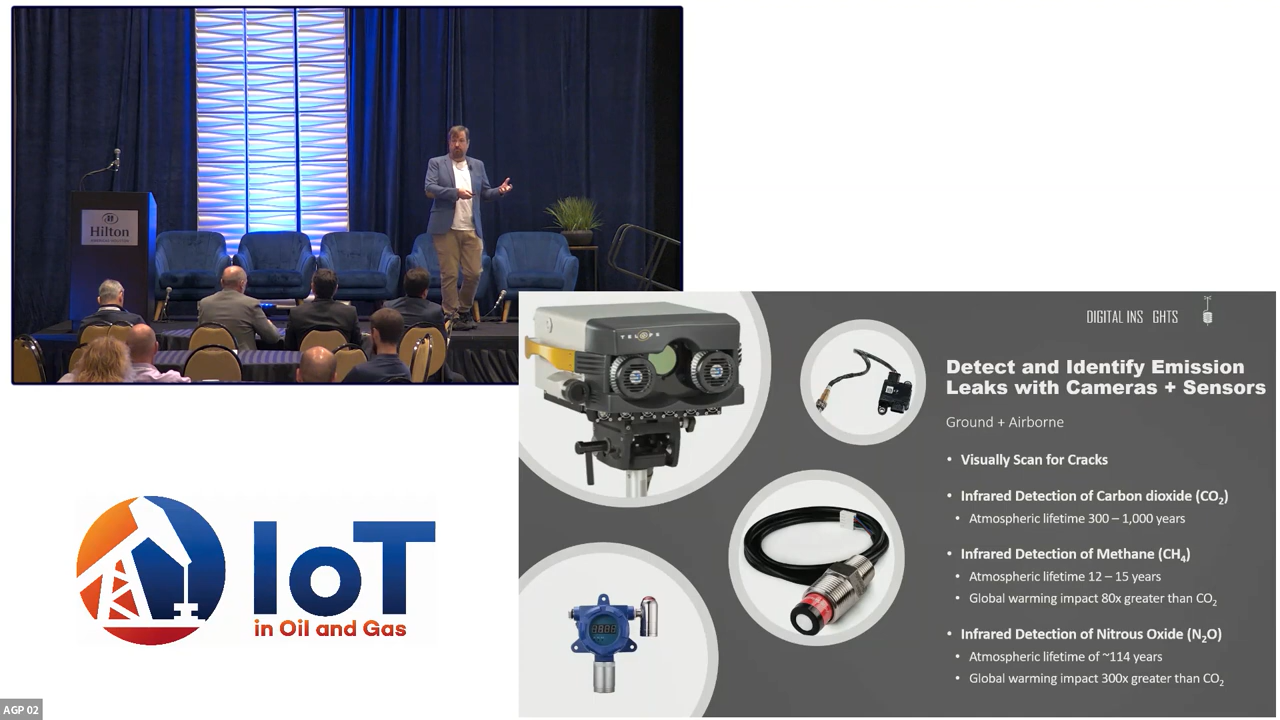 Hilton
TELOPS
DIGITAL INS GHTS
Detect and Identify Emission
Leaks with Cameras + Sensors
Ground + Airborne
• Visually Scan for Cracks
• Infrared Detection of Carbon dioxide (CO₂)
• Atmospheric lifetime 300 – 1,000 years
• Infrared Detection of Methane (CH₄)
• Atmospheric lifetime 12 – 15 years
• Global warming impact 80x greater than CO₂
• Infrared Detection of Nitrous Oxide (N₂O)
• Atmospheric lifetime of ~114 years
• Global warming impact 300x greater than CO₂
IoT
in Oil and Gas
AGP 02